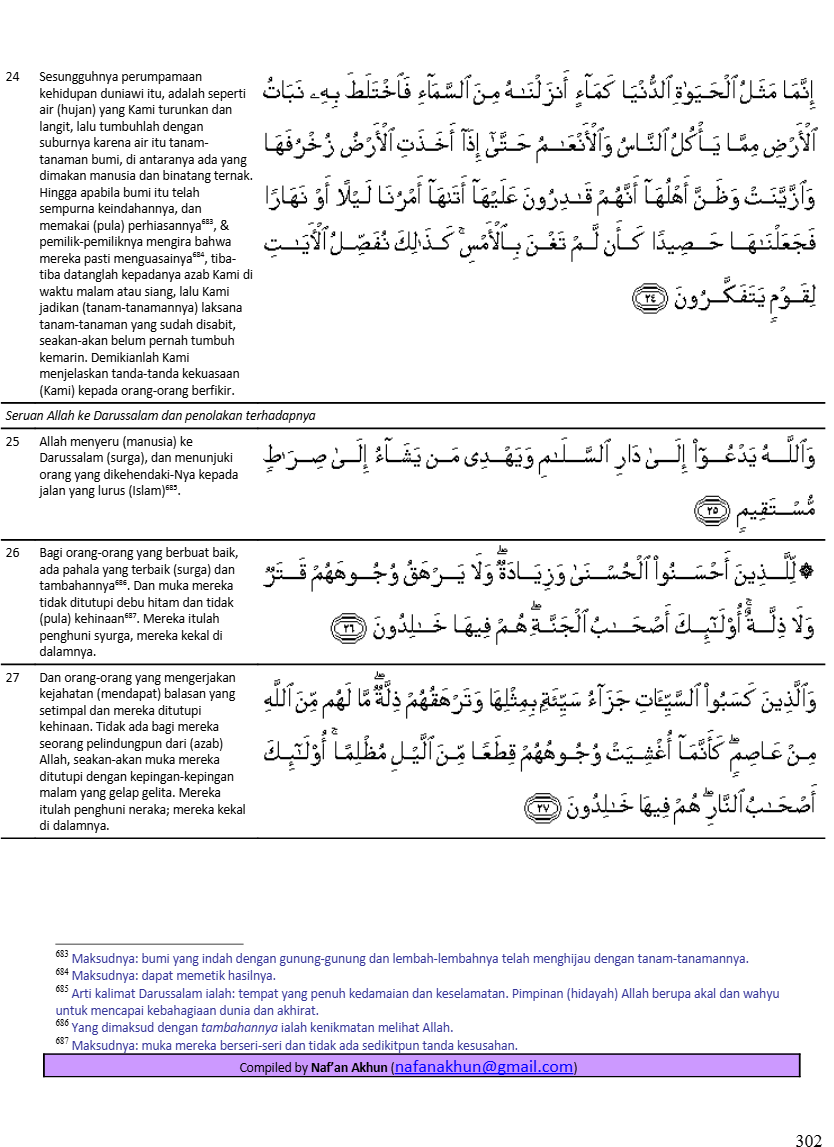 24
Sesungguhnya perumpamaan
kehidupan duniawi itu, adalah seperti
air (hujan) yang Kami turunkan dan
langit, lalu tumbuhlah dengan
suburnya karena air itu tanam-
tanaman bumi, di antaranya ada yang
dimakan manusia dan binatang ternak.
Hingga apabila bumi itu telah
sempurna keindahannya, dan
memakai (pula) perhiasannya⁶⁸³, &
pemilik-pemiliknya mengira bahwa
mereka pasti menguasainya⁶⁸⁴, tiba-
tiba datanglah kepadanya azab Kami di
waktu malam atau siang, lalu Kami
jadikan (tanam-tanamannya) laksana
tanam-tanaman yang sudah disabit,
seakan-akan belum pernah tumbuh
kemarin. Demikianlah Kami
menjelaskan tanda-tanda kekuasaan
(Kami) kepada orang-orang berfikir.
إِنَّمَا مَثَلُ ٱلْحَيَوٰةِ ٱلدُّنْيَا كَمَآءٍ أَنزَلْنَـٰهُ مِنَ ٱلسَّمَآءِ فَٱخْتَلَطَ بِهِۦ نَبَاتُ
ٱلْأَرْضِ مِمَّا يَأْكُلُ ٱلنَّاسُ وَٱلْأَنْعَـٰمُ حَتَّىٰٓ إِذَآ أَخَذَتِ ٱلْأَرْضُ زُخْرُفَهَا
وَٱزَّيَّنَتْ وَظَنَّ أَهْلُهَآ أَنَّهُمْ قَـٰدِرُونَ عَلَيْهَآ أَتَىٰهَآ أَمْرُنَا لَيْلًا أَوْ نَهَارًا
فَجَعَلْنَـٰهَا حَصِيدًا كَأَن لَّمْ تَغْنَ بِٱلْأَمْسِ ۚ كَذَٰلِكَ نُفَصِّلُ ٱلْـَٔايَـٰتِ
لِقَوْمٍ يَتَفَكَّرُونَ ٢٤
Seruan Allah ke Darussalam dan penolakan terhadapnya
25
Allah menyeru (manusia) ke
Darussalam (surga), dan menunjuki
orang yang dikehendaki-Nya kepada
jalan yang lurus (Islam)⁶⁸⁵.
وَٱللَّهُ يَدْعُوٓا۟ إِلَىٰ دَارِ ٱلسَّلَـٰمِ وَيَهْدِى مَن يَشَآءُ إِلَىٰ صِرَٰطٍ
مُّسْتَقِيمٍ ٢٥
26
Bagi orang-orang yang berbuat baik,
ada pahala yang terbaik (surga) dan
tambahannya⁶⁸⁶. Dan muka mereka
tidak ditutupi debu hitam dan tidak
(pula) kehinaan⁶⁸⁷. Mereka itulah
penghuni syurga, mereka kekal di
dalamnya.
۞ لِّلَّذِينَ أَحْسَنُوا۟ ٱلْحُسْنَىٰ وَزِيَادَةٌ ۖ وَلَا يَرْهَقُ وُجُوهَهُمْ قَتَرٌ
وَلَا ذِلَّةٌ ۚ أُو۟لَـٰٓئِكَ أَصْحَـٰبُ ٱلْجَنَّةِ ۖ هُمْ فِيهَا خَـٰلِدُونَ ٢٦
27
Dan orang-orang yang mengerjakan
kejahatan (mendapat) balasan yang
setimpal dan mereka ditutupi
kehinaan. Tidak ada bagi mereka
seorang pelindungpun dari (azab)
Allah, seakan-akan muka mereka
ditutupi dengan kepingan-kepingan
malam yang gelap gelita. Mereka
itulah penghuni neraka; mereka kekal
di dalamnya.
وَٱلَّذِينَ كَسَبُوا۟ ٱلسَّيِّـَٔاتِ جَزَآءُ سَيِّئَةٍۭ بِمِثْلِهَا وَتَرْهَقُهُمْ ذِلَّةٌ ۖ مَّا لَهُم مِّنَ ٱللَّهِ
مِنْ عَاصِمٍ ۖ كَأَنَّمَآ أُغْشِيَتْ وُجُوهُهُمْ قِطَعًا مِّنَ ٱلَّيْلِ مُظْلِمًا ۚ أُو۟لَـٰٓئِكَ
أَصْحَـٰبُ ٱلنَّارِ ۖ هُمْ فِيهَا خَـٰلِدُونَ ٢٧
⁶⁸³ Maksudnya: bumi yang indah dengan gunung-gunung dan lembah-lembahnya telah menghijau dengan tanam-tanamannya.
⁶⁸⁴ Maksudnya: dapat memetik hasilnya.
⁶⁸⁵ Arti kalimat Darussalam ialah: tempat yang penuh kedamaian dan keselamatan. Pimpinan (hidayah) Allah berupa akal dan wahyu
untuk mencapai kebahagiaan dunia dan akhirat.
⁶⁸⁶ Yang dimaksud dengan tambahannya ialah kenikmatan melihat Allah.
⁶⁸⁷ Maksudnya: muka mereka berseri-seri dan tidak ada sedikitpun tanda kesusahan.
Compiled by Naf’an Akhun (nafanakhun@gmail.com)
302